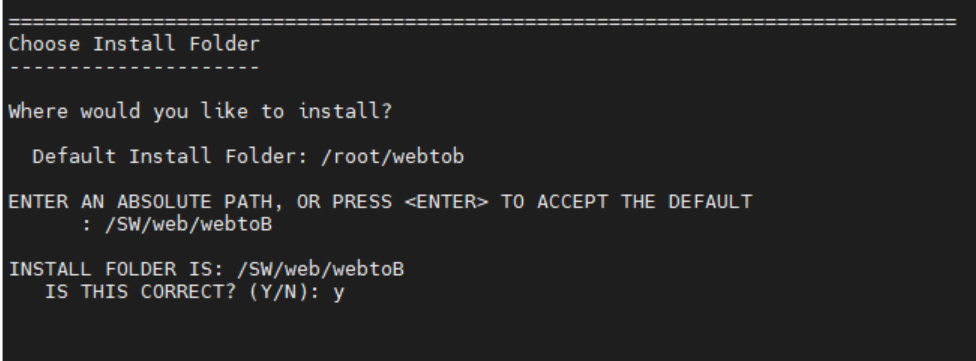 ===============================================================================
Choose Install Folder
---------------------
Where would you like to install?
Default Install Folder: /root/webtob
ENTER AN ABSOLUTE PATH, OR PRESS <ENTER> TO ACCEPT THE DEFAULT
: /SW/web/webtoB
INSTALL FOLDER IS: /SW/web/webtoB
IS THIS CORRECT? (Y/N): y